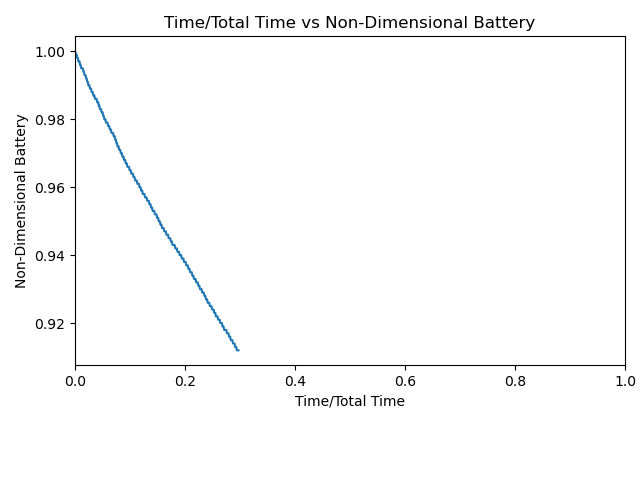 Time/Total Time vs Non-Dimensional Battery
Non-Dimensional Battery
1.00
0.98
0.96
0.94
0.92
0.0 0.2 0.4 0.6 0.8 1.0
Time/Total Time